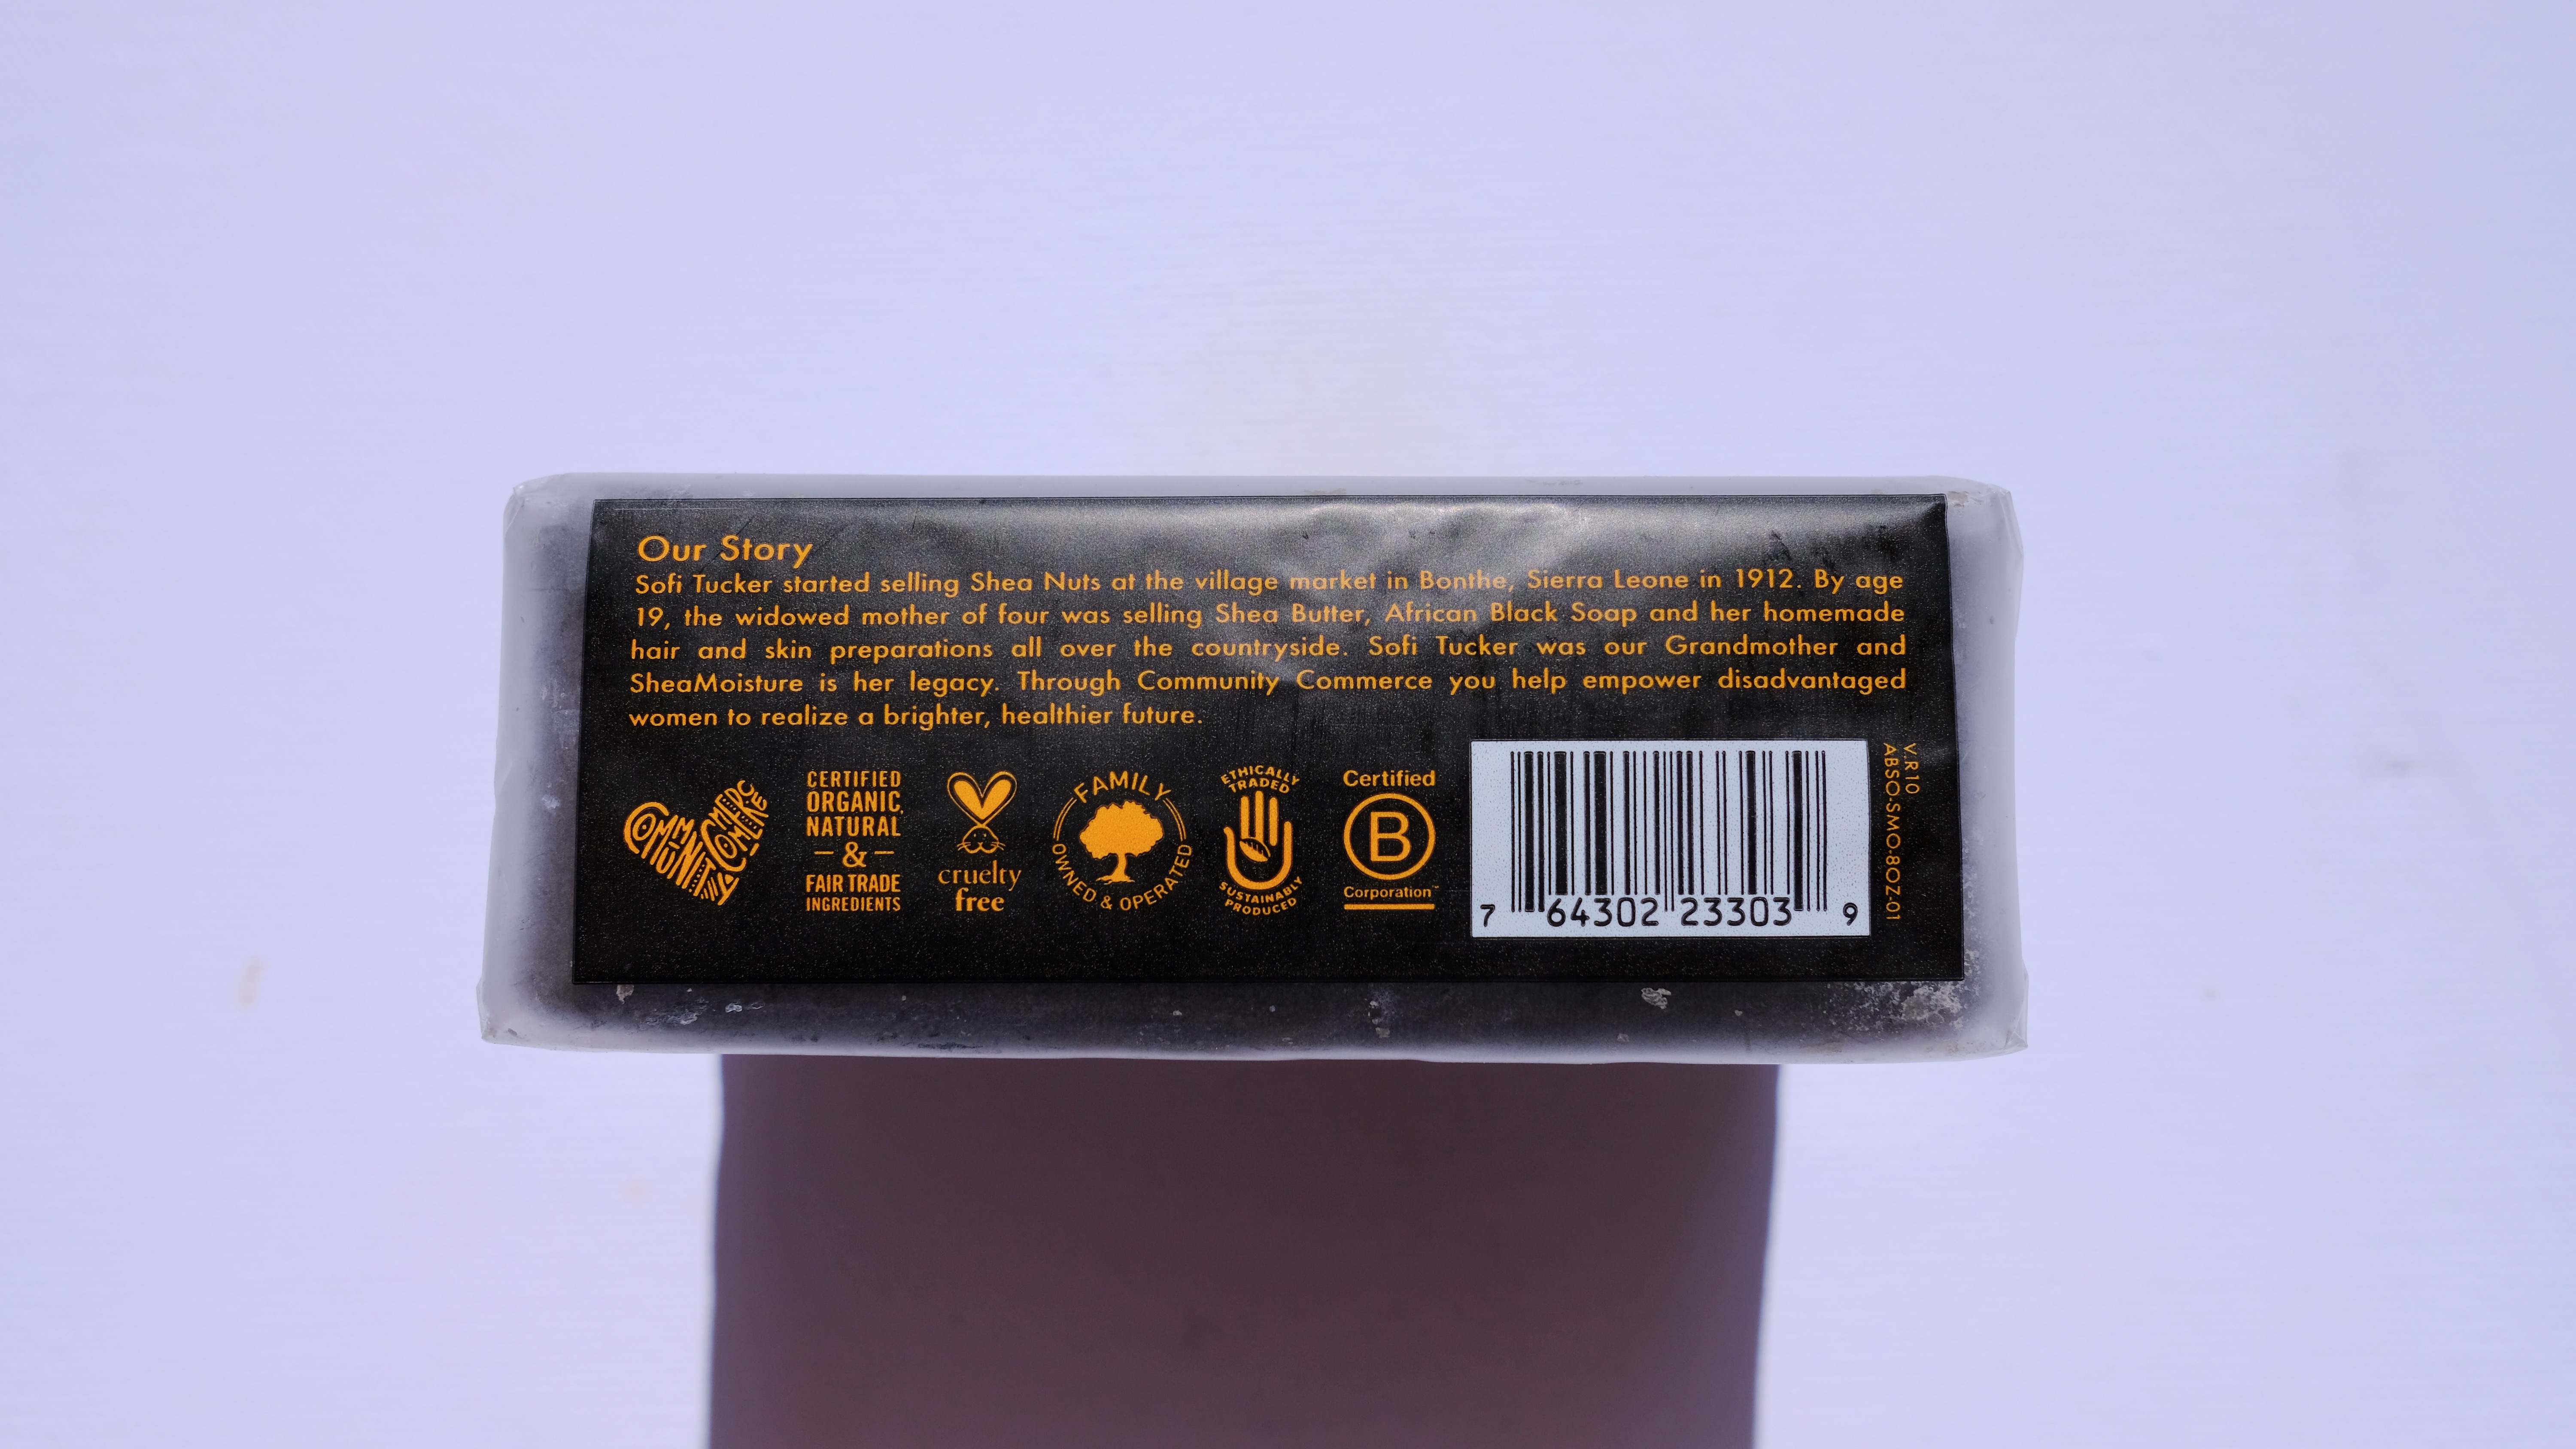 Our Story
Sofi Tucker started selling Shea Nuts at the village market in Bonthe, Sierra Leone in 1912. By age
19, the widowed mother of four was selling Shea Butter, African Black Soap and her homemade
hair and skin preparations all over the countryside. Sofi Tucker was our Grandmother and
SheaMoisture is her legacy. Through Community Commerce you help empower disadvantaged
women to realize a brighter, healthier future.
COMMUNITY
COMMERCE
CERTIFIED
ORGANIC,
NATURAL
&
FAIR TRADE
INGREDIENTS
cruelty
free
FAMILY
OWNED & OPERATED
ETHICALLY
TRADED
SUSTAINABLY
PRODUCED
Certified
B
Corporation™
7 64302 23303 9
V.R10
ABSO-SMO-8OZ-01